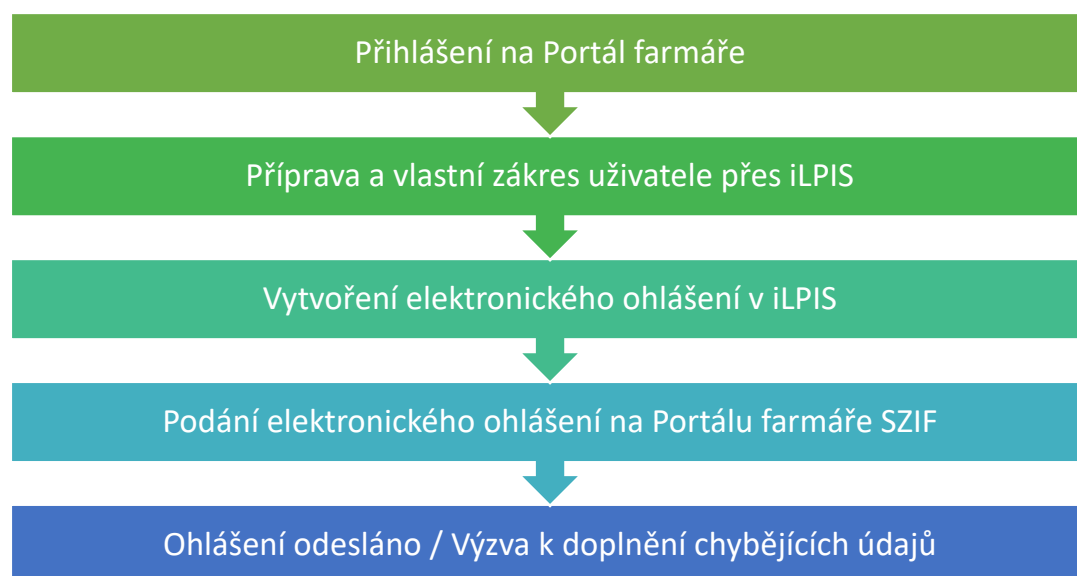 Přihlášení na Portál farmáře
Příprava a vlastní zákres uživatele přes iLPIS
Vytvoření elektronického ohlášení v iLPIS
Podání elektronického ohlášení na Portálu farmáře SZIF
Ohlášení odesláno / Výzva k doplnění chybějících údajů